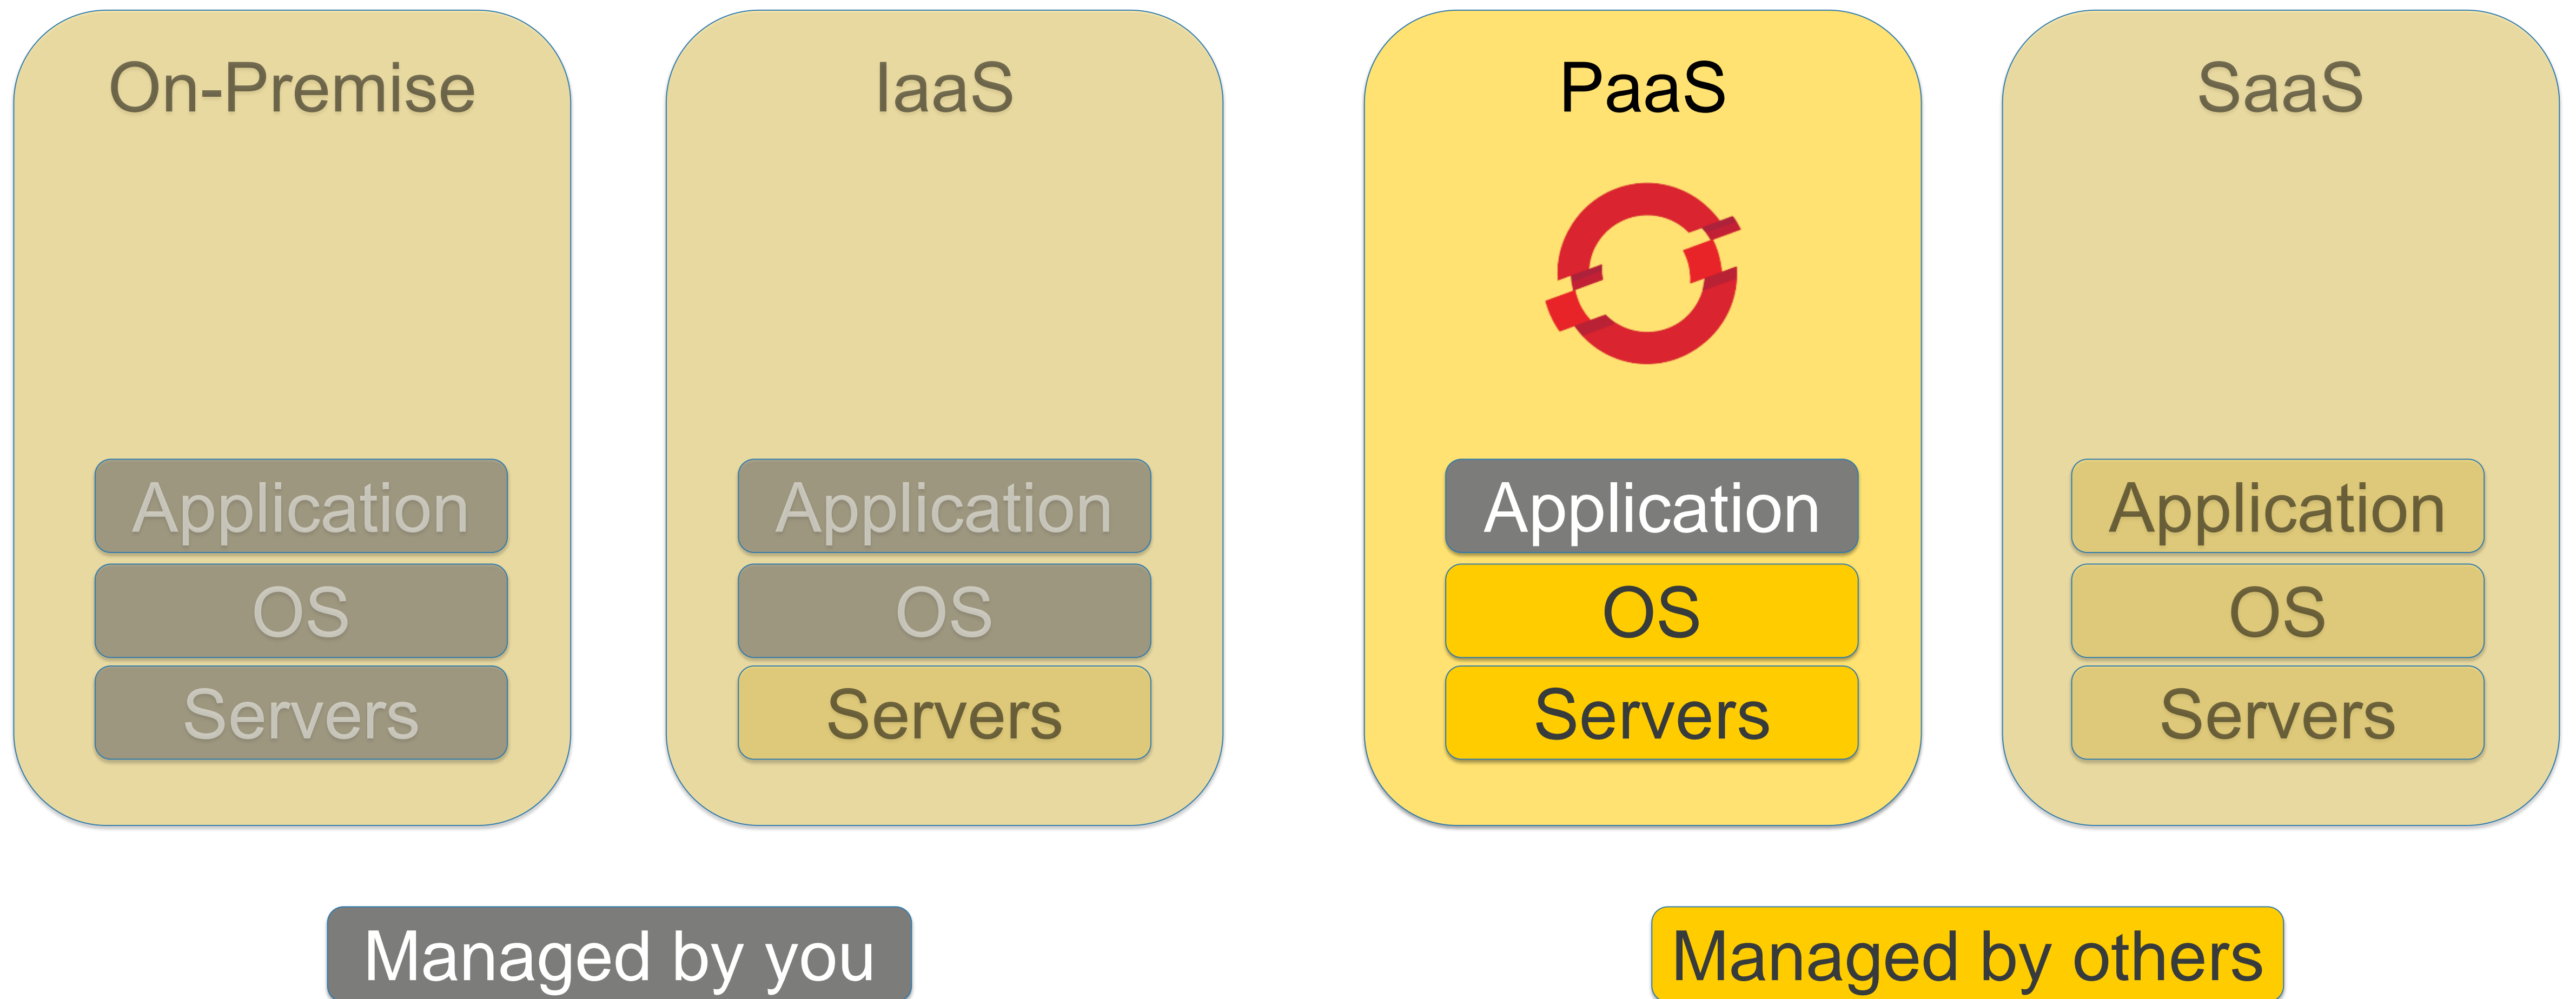 On-Premise
Application
OS
Servers
IaaS
Application
OS
Servers
PaaS
Application
OS
Servers
SaaS
Application
OS
Servers
Managed by you
Managed by others